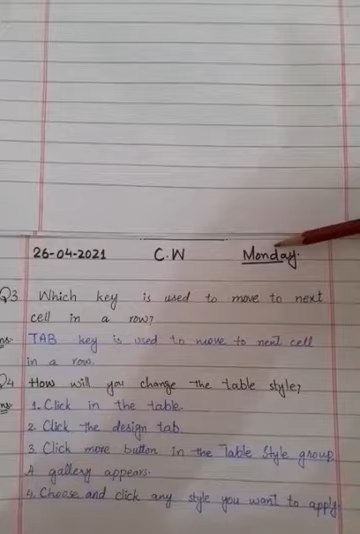 26-04-2021 C.W Monday.
Q3 Which key is used to move to next
cell in a row?
Ans. TAB key is used to move to next cell
in a row.
Q4 How will you change the table style?
Ans. 1. Click in the table
2. Click the design tab.
3. Click more button in the Table Style group.
A gallery appears.
4. Choose and click any style you want to apply.